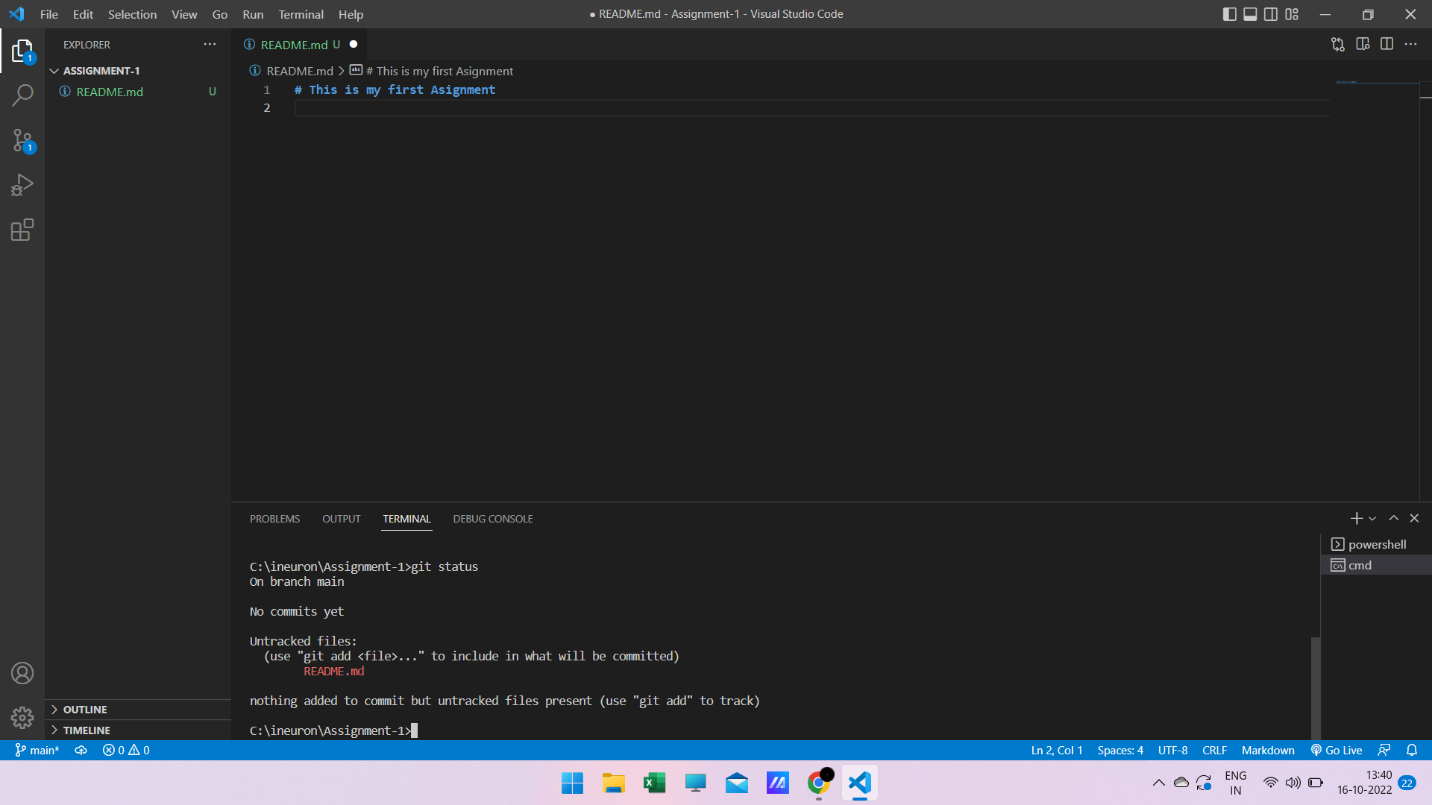 File Edit Selection View Go Run Terminal Help
● README.md - Assignment-1 - Visual Studio Code
EXPLORER
ASSIGNMENT-1
README.md U
1
1
README.md U ●
README.md > # This is my first Asignment
1 # This is my first Asignment
2
PROBLEMS OUTPUT TERMINAL DEBUG CONSOLE
powershell
cmd
C:\ineuron\Assignment-1>git status
On branch main
No commits yet
Untracked files:
(use "git add <file>..." to include in what will be committed)
README.md
nothing added to commit but untracked files present (use "git add" to track)
C:\ineuron\Assignment-1>
OUTLINE
TIMELINE
main* 0 0
Ln 2, Col 1 Spaces: 4 UTF-8 CRLF Markdown Go Live
ENG
IN
13:40
16-10-2022
22